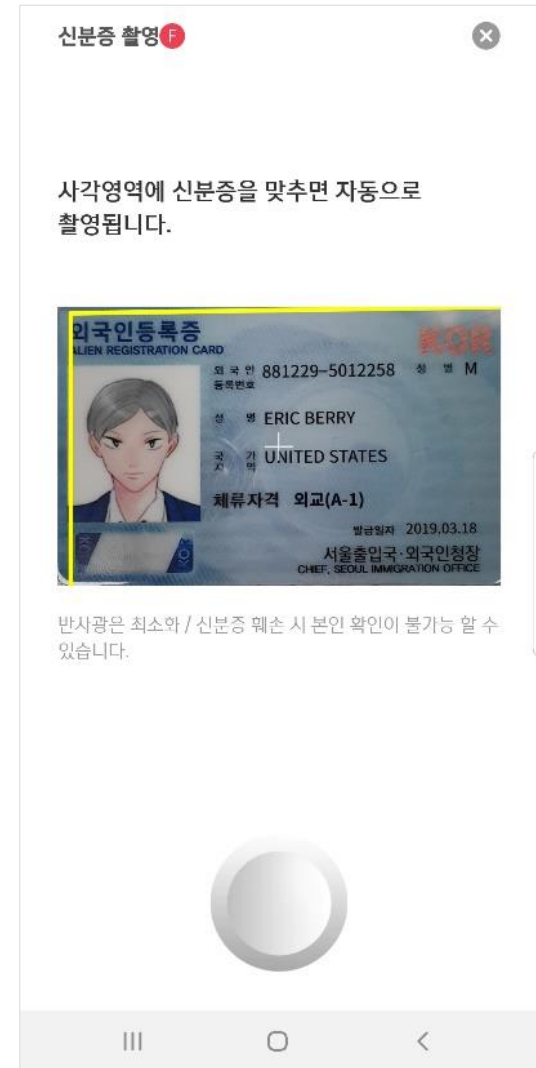 신분증 촬영 F
사각영역에 신분증을 맞추면 자동으로
촬영됩니다.
외국인등록증
ALIEN REGISTRATION CARD
KOR
외국인등록번호 881229-5012258 성별 M
성명 ERIC BERRY
국가지역 UNITED STATES
체류자격 외교(A-1)
발급일자 2019.03.18
서울출입국·외국인청장
CHIEF, SEOUL IMMIGRATION OFFICE
KOR
반사광은 최소화 / 신분증 훼손 시 본인 확인이 불가능 할 수
있습니다.